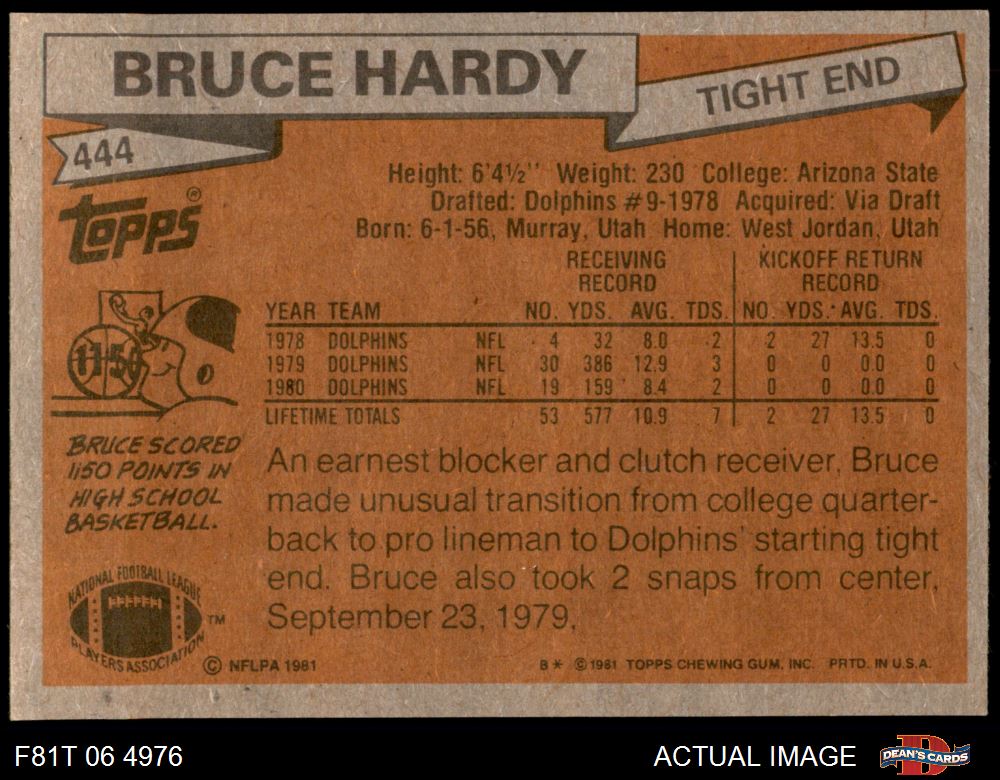 BRUCE HARDY
TIGHT END
444
TOPPS®
Height: 6'4½" Weight: 230 College: Arizona State
Drafted: Dolphins #9-1978 Acquired: Via Draft
Born: 6-1-56, Murray, Utah Home: West Jordan, Utah
RECEIVING RECORD KICKOFF RETURN RECORD
YEAR TEAM NO. YDS. AVG. TDS. NO. YDS. AVG. TDS.
1978 DOLPHINS NFL 4 32 8.0 2 2 27 13.5 0
1979 DOLPHINS NFL 30 386 12.9 3 0 0 0.0 0
1980 DOLPHINS NFL 19 159 8.4 2 0 0 0.0 0
LIFETIME TOTALS 53 577 10.9 7 2 27 13.5 0
1150
BRUCE SCORED
1150 POINTS IN
HIGH SCHOOL
BASKETBALL.
An earnest blocker and clutch receiver, Bruce
made unusual transition from college quarter-
back to pro lineman to Dolphins' starting tight
end. Bruce also took 2 snaps from center,
September 23, 1979.
NATIONAL FOOTBALL LEAGUE
PLAYERS ASSOCIATION
TM
© NFLPA 1981
B* © 1981 TOPPS CHEWING GUM, INC. PRTD. IN U.S.A.
F81T 06 4976
ACTUAL IMAGE
DEAN'S CARDS